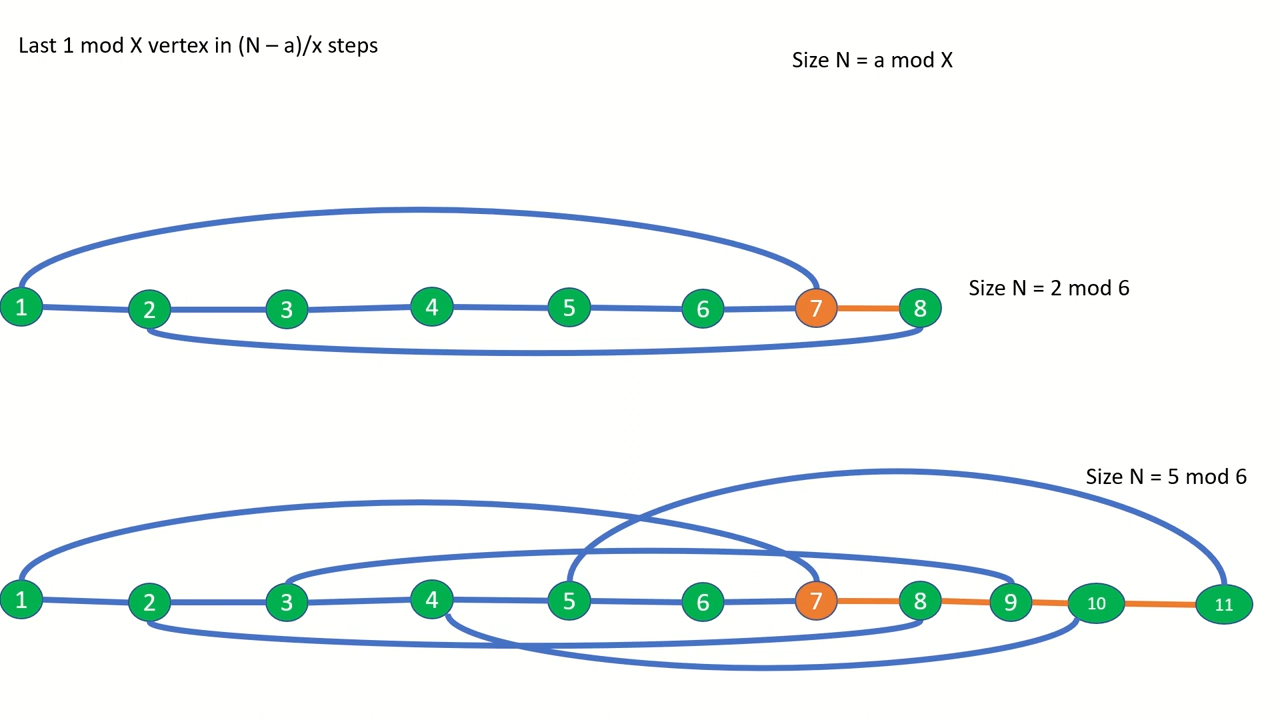 Last 1 mod X vertex in (N – a)/x steps
Size N = a mod X
1 2 3 4 5 6 7 8
Size N = 2 mod 6
Size N = 5 mod 6
1 2 3 4 5 6 7 8 9 10 11